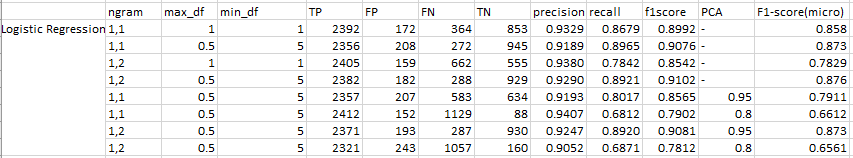 ngram max_df min_df TP FP FN TN precision recall f1score PCA F1-score(micro)
Logistic Regression 1,1 1 1 2392 172 364 853 0.9329 0.8679 0.8992 - 0.858
1,1 0.5 5 2356 208 272 945 0.9189 0.8965 0.9076 - 0.873
1,2 1 1 2405 159 662 555 0.9380 0.7842 0.8542 - 0.7829
1,2 0.5 5 2382 182 288 929 0.9290 0.8921 0.9102 - 0.876
1,1 0.5 5 2357 207 583 634 0.9193 0.8017 0.8565 0.95 0.7911
1,1 0.5 5 2412 152 1129 88 0.9407 0.6812 0.7902 0.8 0.6612
1,2 0.5 5 2371 193 287 930 0.9247 0.8920 0.9081 0.95 0.873
1,2 0.5 5 2321 243 1057 160 0.9052 0.6871 0.7812 0.8 0.6561